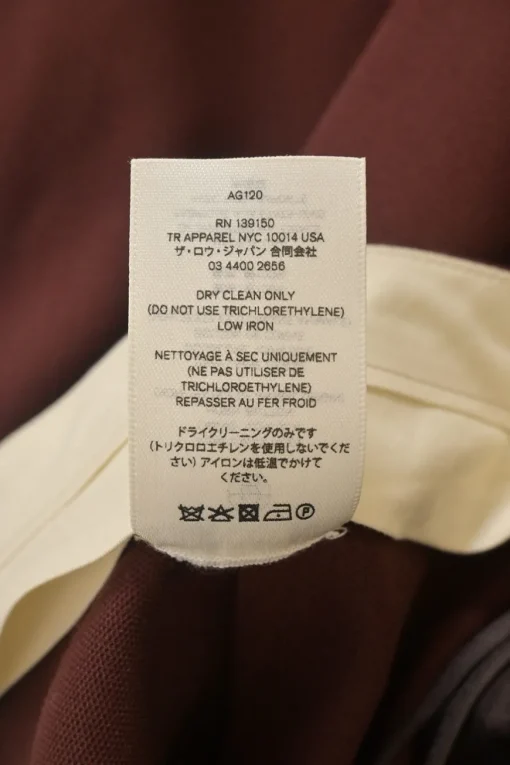 AG120
RN 139150
TR APPAREL NYC 10014 USA
ザ・ロウ・ジャパン 合同会社
03 4400 2656
DRY CLEAN ONLY
(DO NOT USE TRICHLORETHYLENE)
LOW IRON
NETTOYAGE À SEC UNIQUEMENT
(NE PAS UTILISER DE
TRICHLOROETHYLENE)
REPASSER AU FER FROID
ドライクリーニングのみです
(トリクロロエチレンを使用しないでくだ
さい) アイロンは低温でかけて
ください。
P